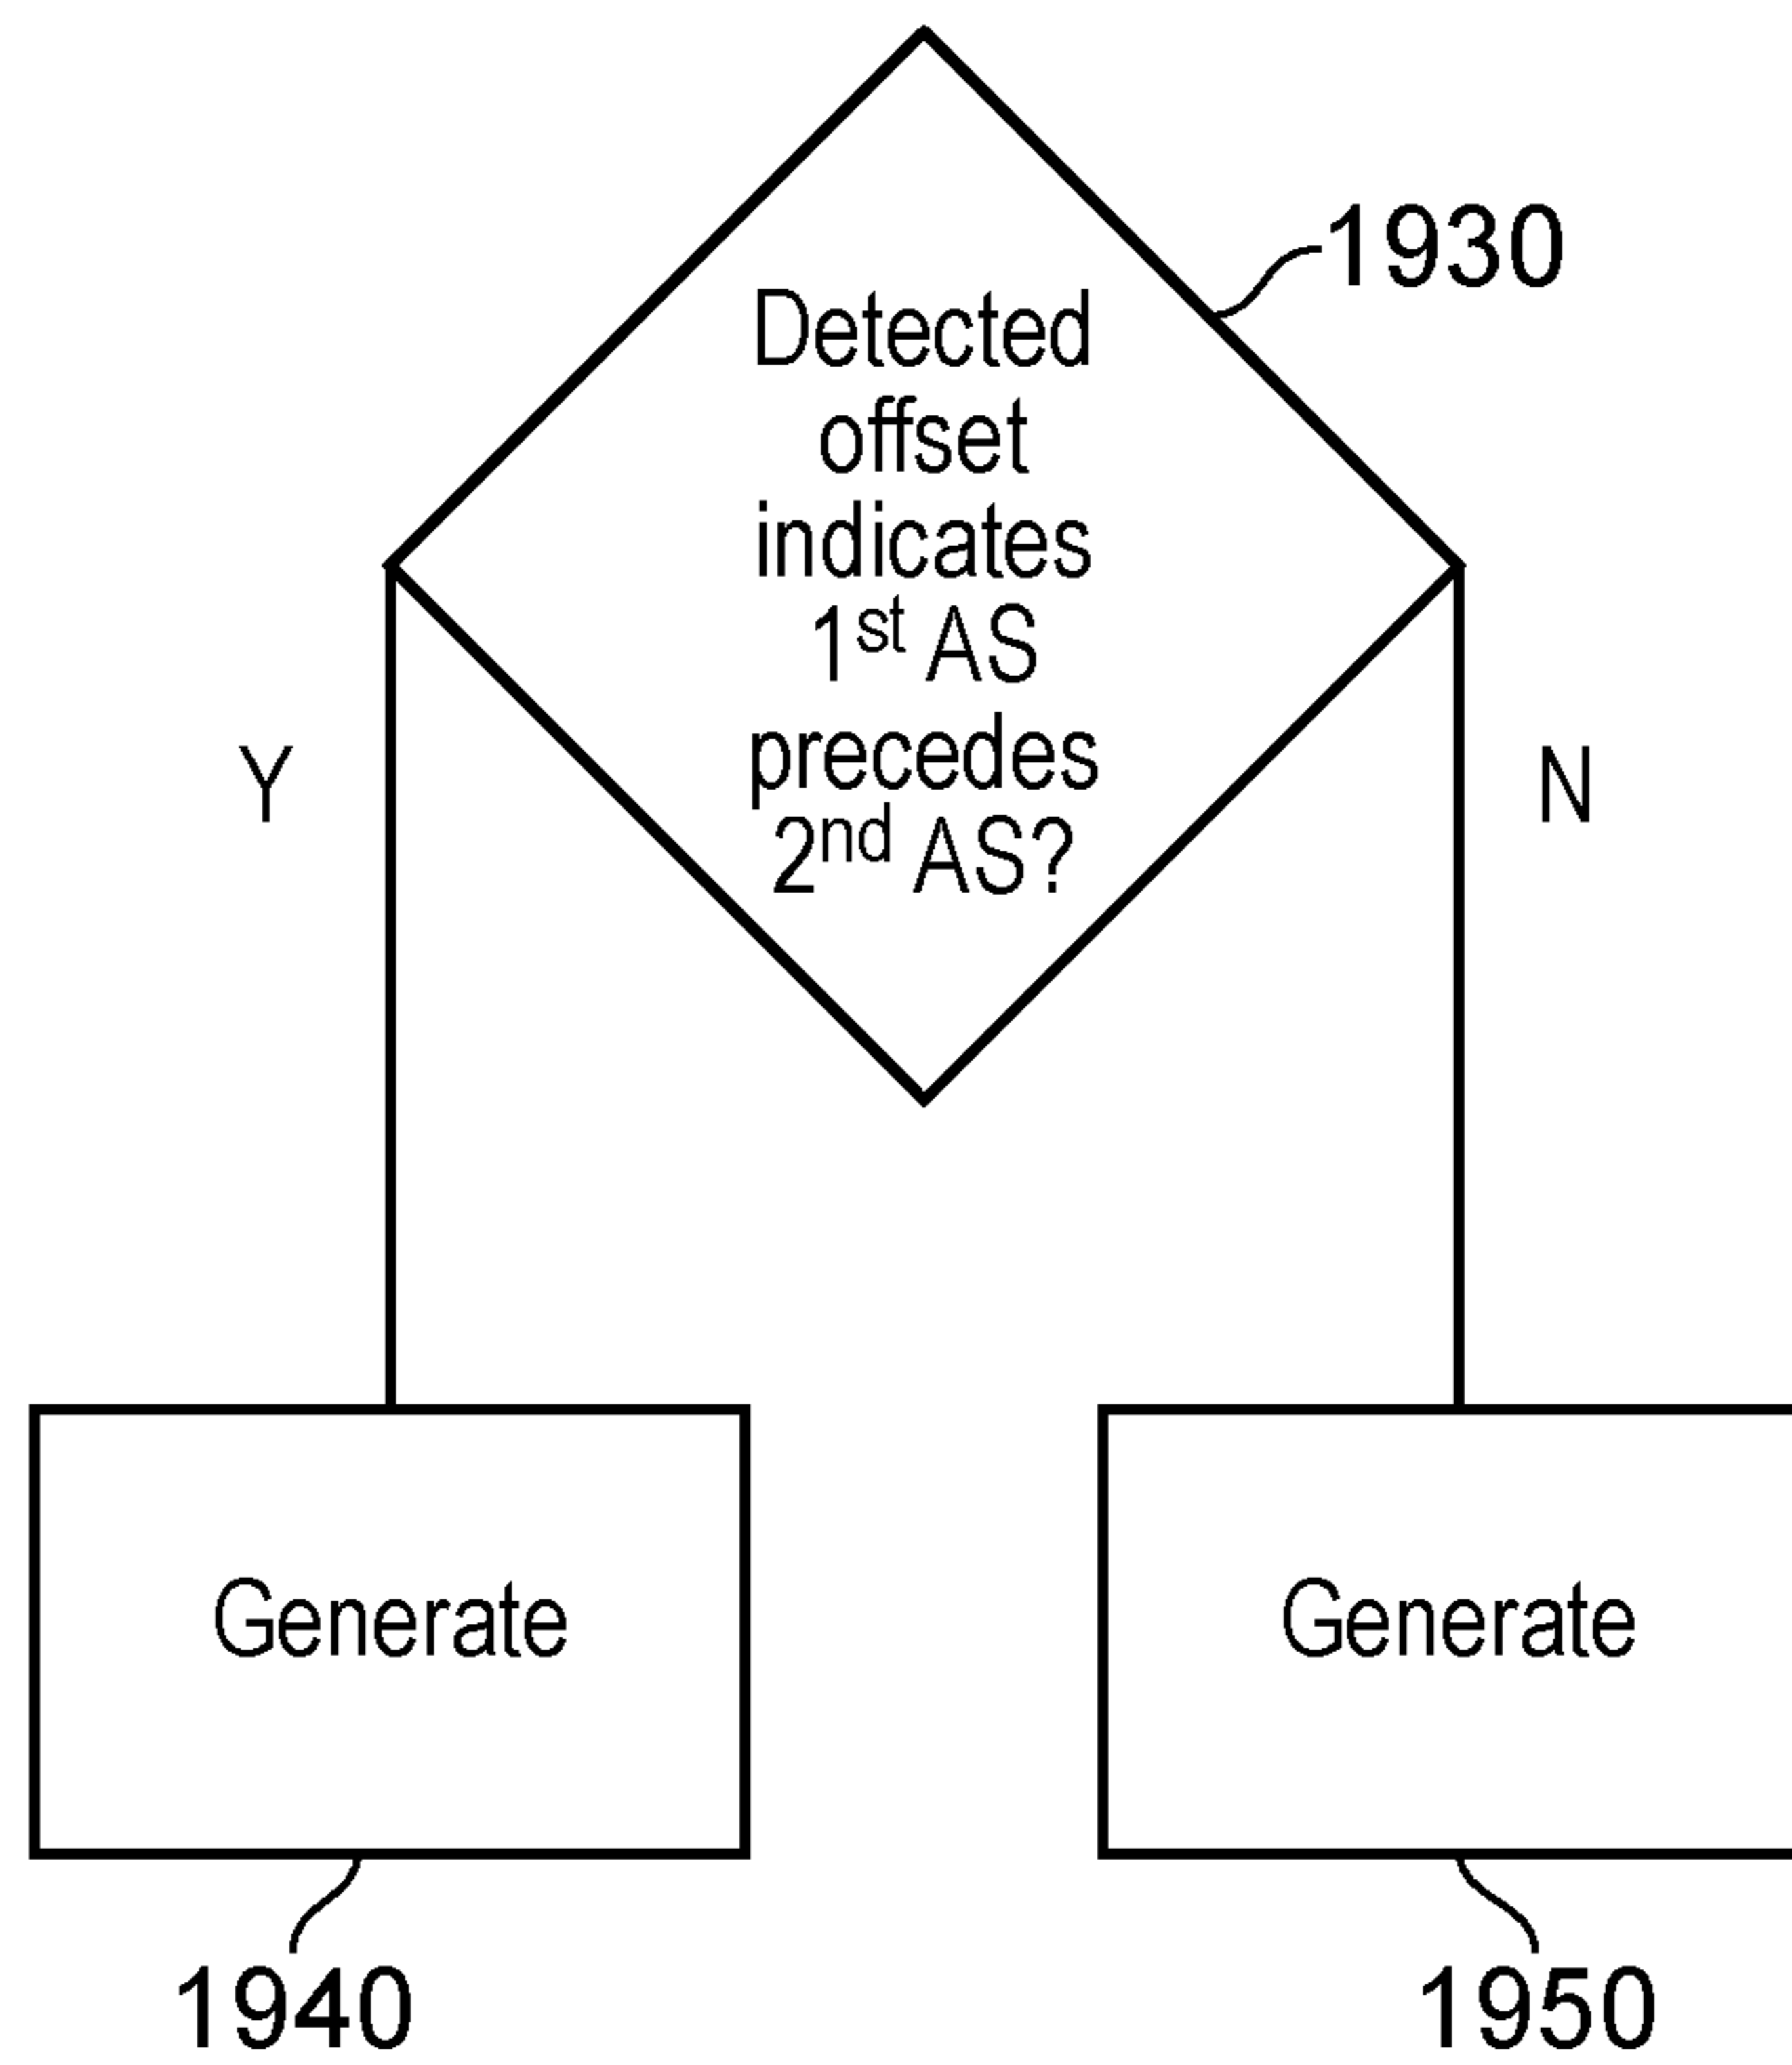 1930
Detected
offset
indicates
1st AS
precedes
2nd AS?
Y
N
Generate
Generate
1940
1950